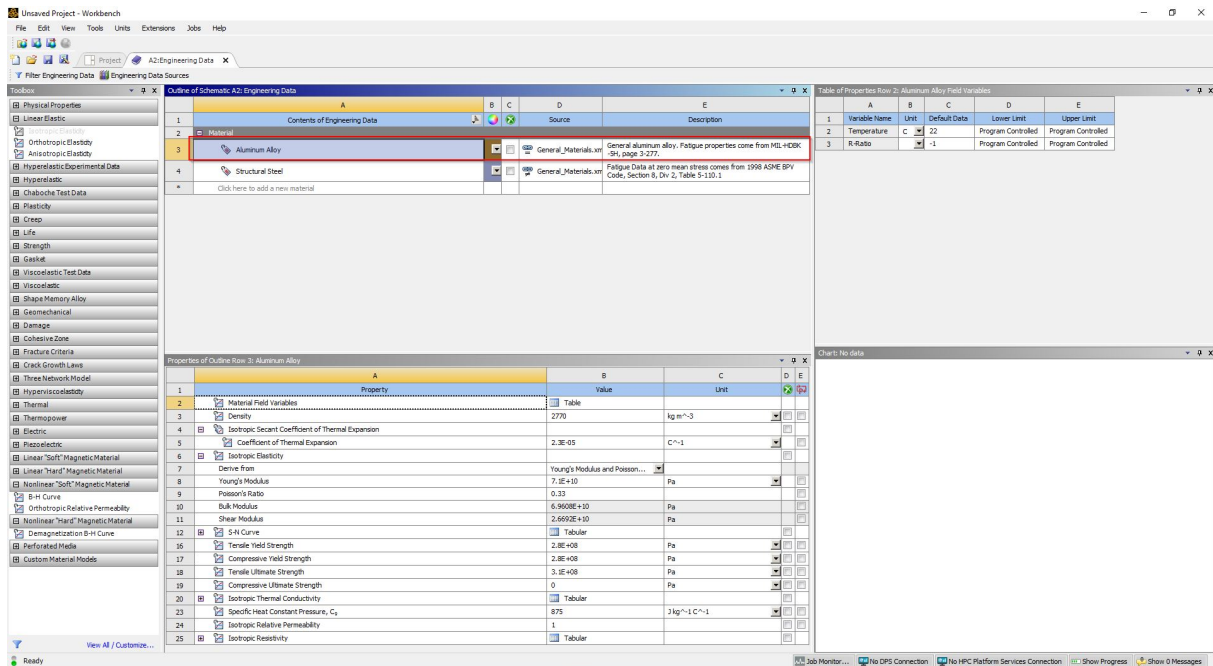 Unsaved Project - Workbench
File Edit View Tools Units Extensions Jobs Help
Project A2:Engineering Data X
Filter Engineering Data Engineering Data Sources
Toolbox
Physical Properties
Linear Elastic
Isotropic Elasticity
Orthotropic Elasticity
Anisotropic Elasticity
Hyperelastic Experimental Data
Hyperelastic
Chaboche Test Data
Plasticity
Creep
Life
Strength
Gasket
Viscoelastic Test Data
Viscoelastic
Shape Memory Alloy
Geomechanical
Damage
Cohesive Zone
Fracture Criteria
Crack Growth Laws
Three Network Model
Hyperviscoelasticity
Thermal
Thermopower
Electric
Piezoelectric
Linear "Soft" Magnetic Material
Linear "Hard" Magnetic Material
Nonlinear "Soft" Magnetic Material
B-H Curve
Orthotropic Relative Permeability
Nonlinear "Hard" Magnetic Material
Demagnetization B-H Curve
Perforated Media
Custom Material Models
View All / Customize...
Outline of Schematic A2: Engineering Data
A B C D E
1 Contents of Engineering Data Source Description
2 Material
3 Aluminum Alloy General_Materials.xm General aluminum alloy. Fatigue properties come from MIL-HDBK
-5H, page 3-277.
4 Structural Steel General_Materials.xm Fatigue Data at zero mean stress comes from 1998 ASME BPV
Code, Section 8, Div 2, Table 5-110.1
* Click here to add a new material
Properties of Outline Row 3: Aluminum Alloy
A B C D E
1 Property Value Unit
2 Material Field Variables Table
3 Density 2770 kg m^-3
4 Isotropic Secant Coefficient of Thermal Expansion
5 Coefficient of Thermal Expansion 2.3E-05 C^-1
6 Isotropic Elasticity
7 Derive from Young's Modulus and Poisson...
8 Young's Modulus 7.1E+10 Pa
9 Poisson's Ratio 0.33
10 Bulk Modulus 6.9608E+10 Pa
11 Shear Modulus 2.6692E+10 Pa
12 S-N Curve Tabular
16 Tensile Yield Strength 2.8E+08 Pa
17 Compressive Yield Strength 2.8E+08 Pa
18 Tensile Ultimate Strength 3.1E+08 Pa
19 Compressive Ultimate Strength 0 Pa
20 Isotropic Thermal Conductivity Tabular
23 Specific Heat Constant Pressure, Cₚ 875 J kg^-1 C^-1
24 Isotropic Relative Permeability 1
25 Isotropic Resistivity Tabular
Table of Properties Row 2: Aluminum Alloy Field Variables
A B C D E
1 Variable Name Unit Default Data Lower Limit Upper Limit
2 Temperature C 22 Program Controlled Program Controlled
3 R-Ratio -1 Program Controlled Program Controlled
Chart: No data
Ready
Job Monitor... No DPS Connection No HPC Platform Services Connection Show Progress Show 0 Messages